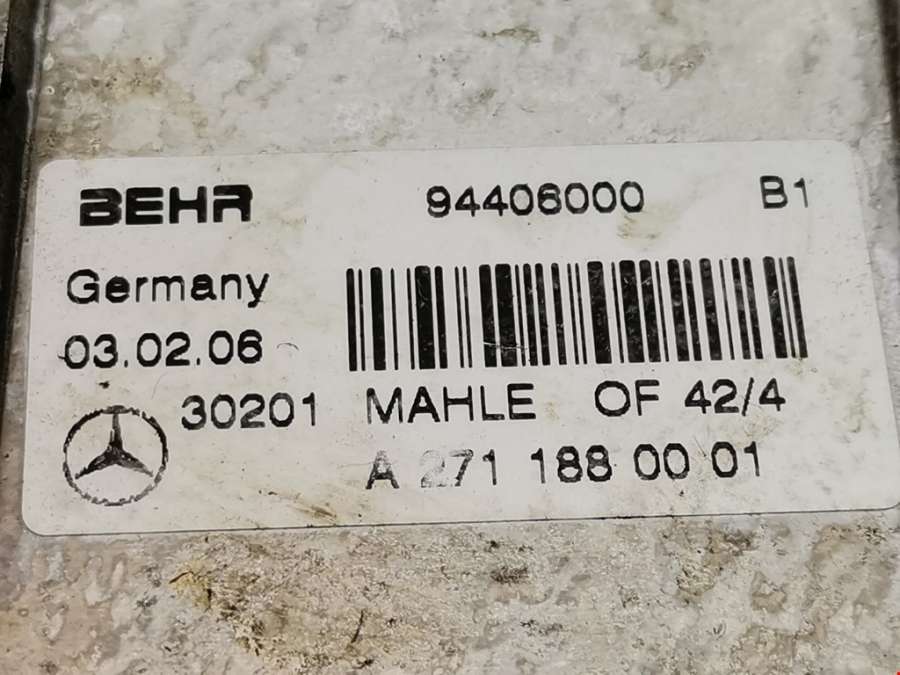 BEHR 94406000 B1
Germany
03.02.06
30201 MAHLE OF 42/4
A 271 188 00 01